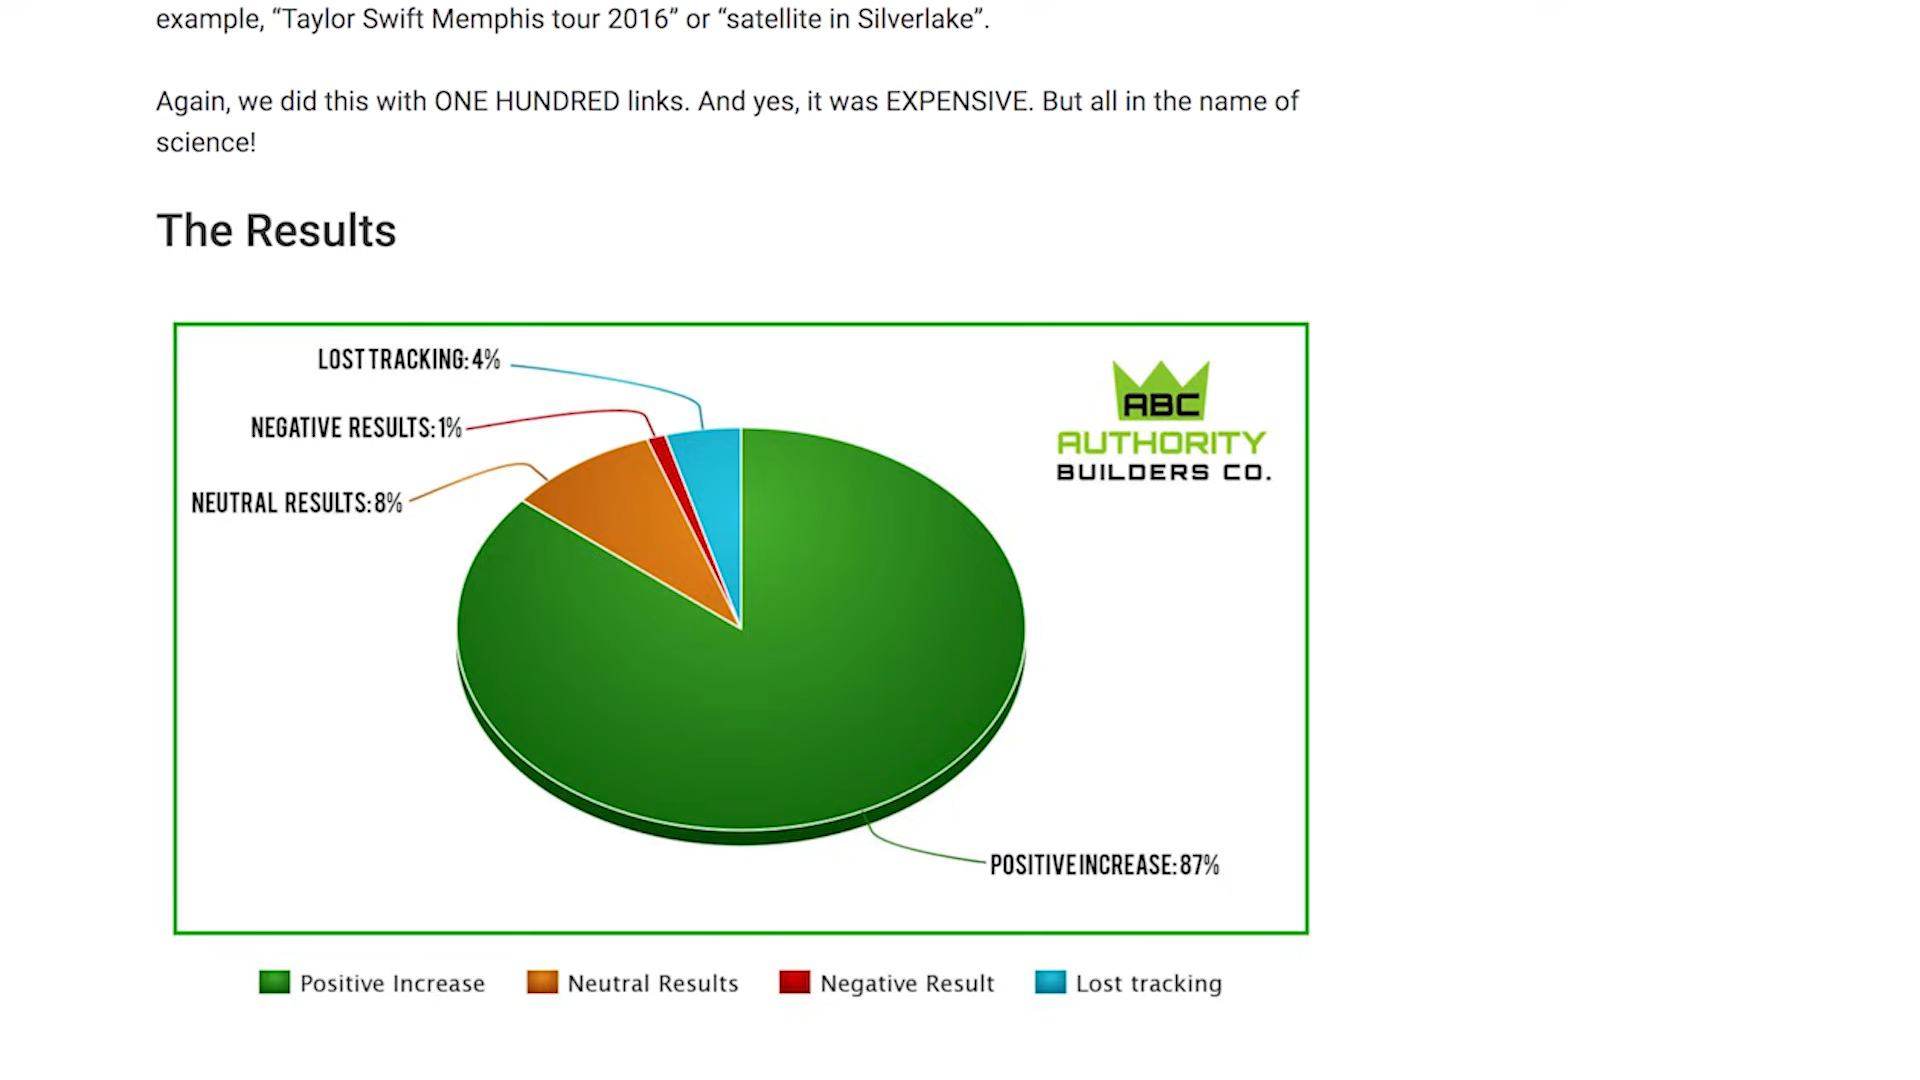 example, “Taylor Swift Memphis tour 2016” or “satellite in Silverlake”.
Again, we did this with ONE HUNDRED links. And yes, it was EXPENSIVE. But all in the name of
science!
The Results
LOST TRACKING: 4%
NEGATIVE RESULTS: 1%
NEUTRAL RESULTS: 8%
ABC
AUTHORITY
BUILDERS CO.
POSITIVE INCREASE: 87%
Positive Increase Neutral Results Negative Result Lost tracking